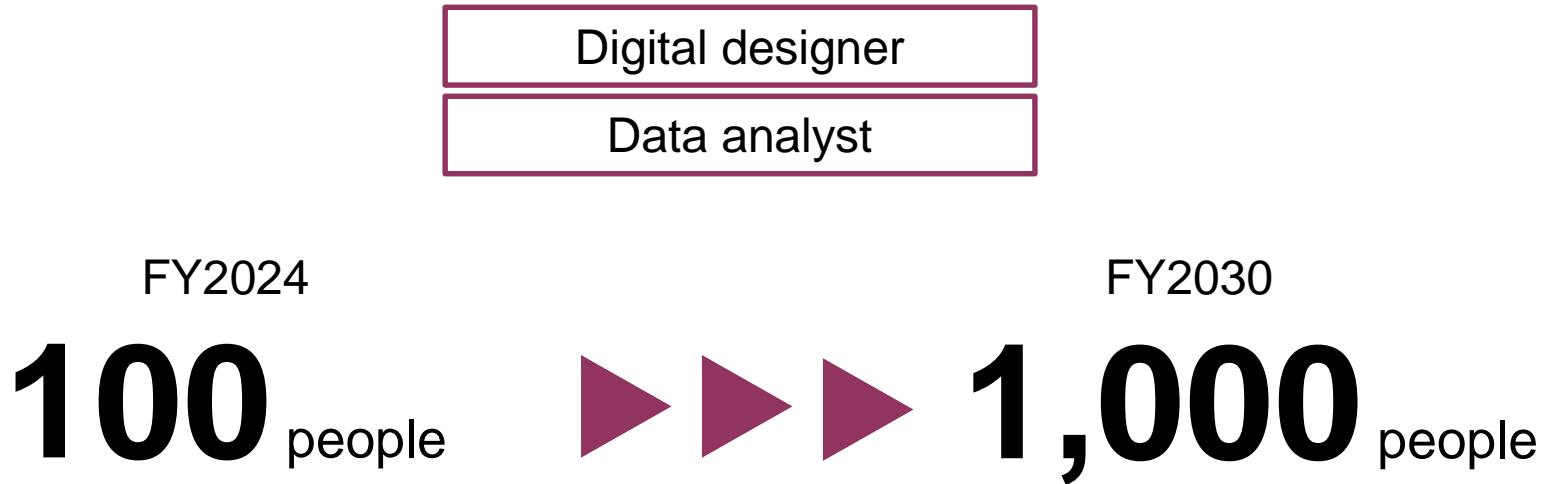 Digital designer
Data analyst
FY2024
FY2030
100 people
1,000 people